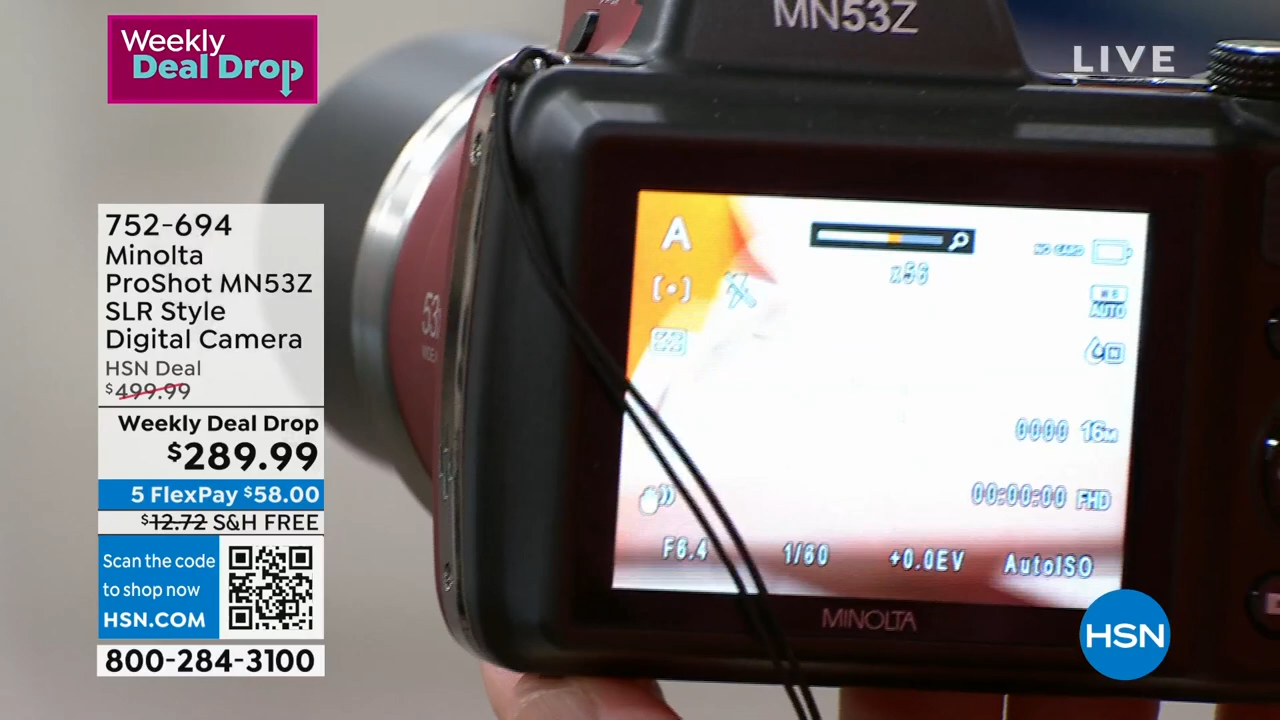 Weekly
Deal Drop
752-694
Minolta
ProShot MN53Z
SLR Style
Digital Camera
HSN Deal
$499.99
Weekly Deal Drop
$289.99
5 FlexPay $58.00
$12.72 S&H FREE
Scan the code
to shop now
HSN.COM
800-284-3100
MN53Z
LIVE
A
x56
NO CARD
WB
AUTO
0000 16M
00:00:00 FHD
F6.4 1/60 +0.0EV AutoISO
MINOLTA
HSN
53